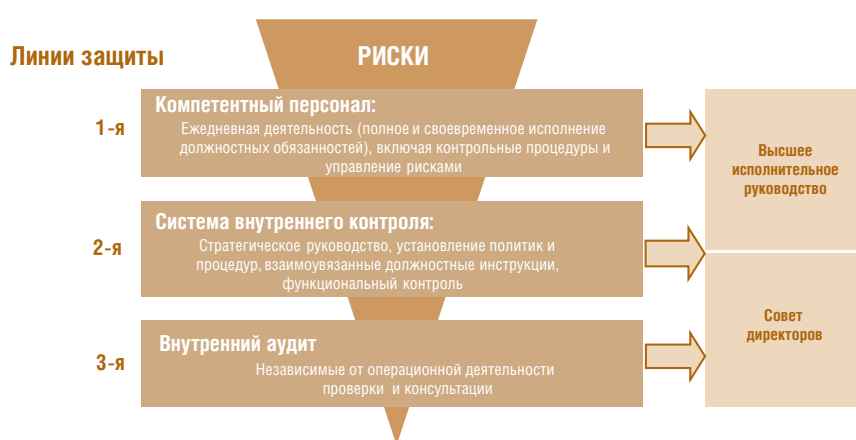 Линии защиты
РИСКИ
1-я
Компетентный персонал:
Ежедневная деятельность (полное и своевременное исполнение
должностных обязанностей), включая контрольные процедуры и
управление рисками
2-я
Система внутреннего контроля:
Стратегическое руководство, установление политик и
процедур, взаимоувязанные должностные инструкции,
функциональный контроль
3-я
Внутренний аудит
Независимые от операционной деятельности
проверки и консультации
Высшее
исполнительное
руководство
Совет
директоров